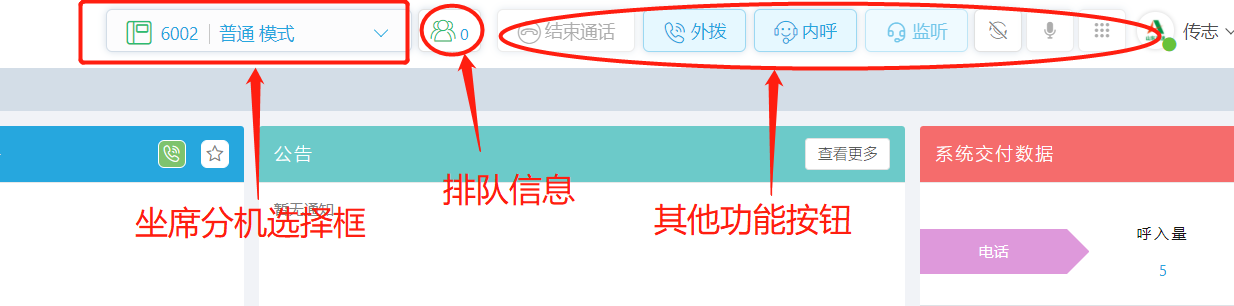 6002 普通 模式
0
结束通话
外拨
内呼
监听
传志
公告
查看更多
系统交付数据
暂无通知
坐席分机选择框
排队信息
其他功能按钮
呼入量
电话
5